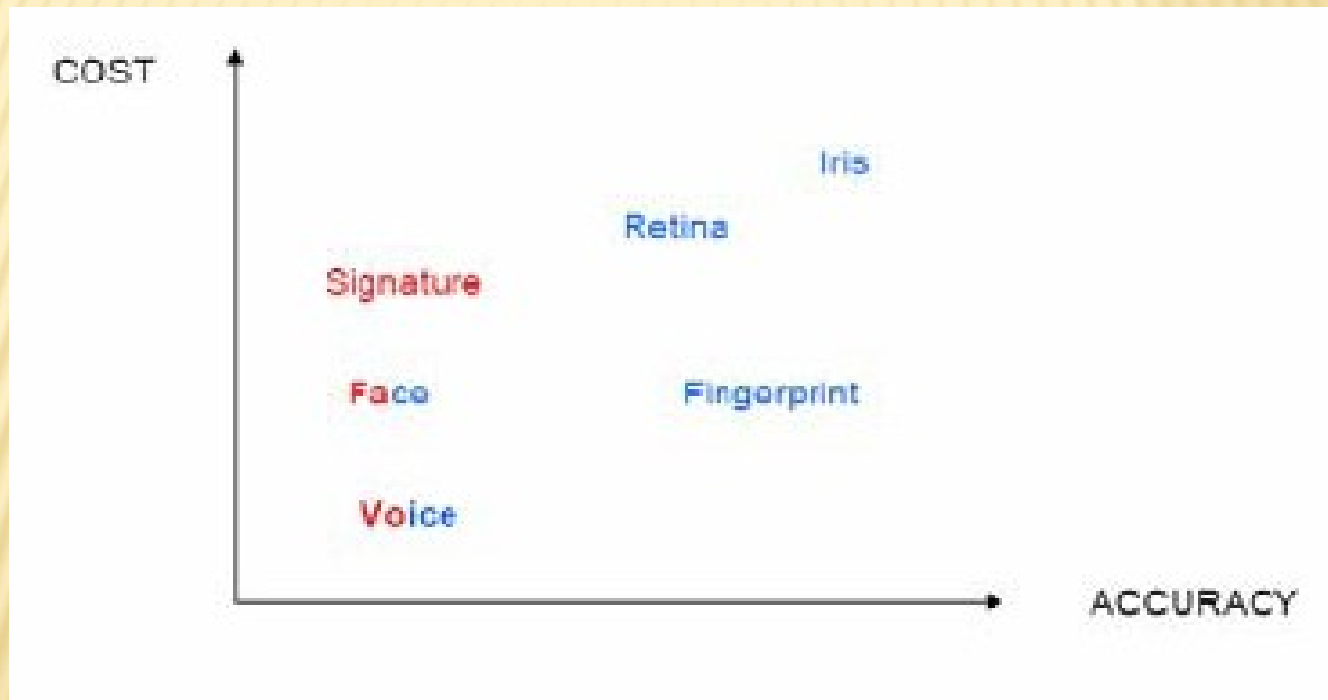 COST
Iris
Retina
Signature
Face
Fingerprint
Voice
ACCURACY